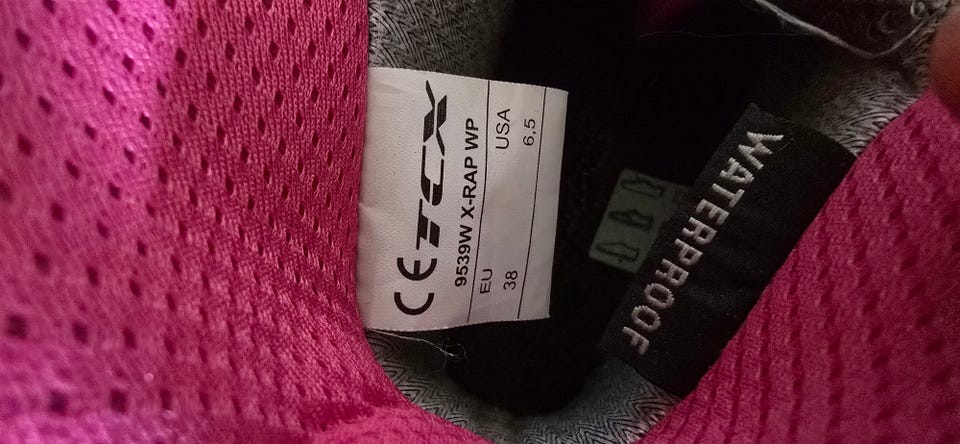 CE TCX
9539W X-RAP WP
EU USA
38 6,5
WATERPROOF